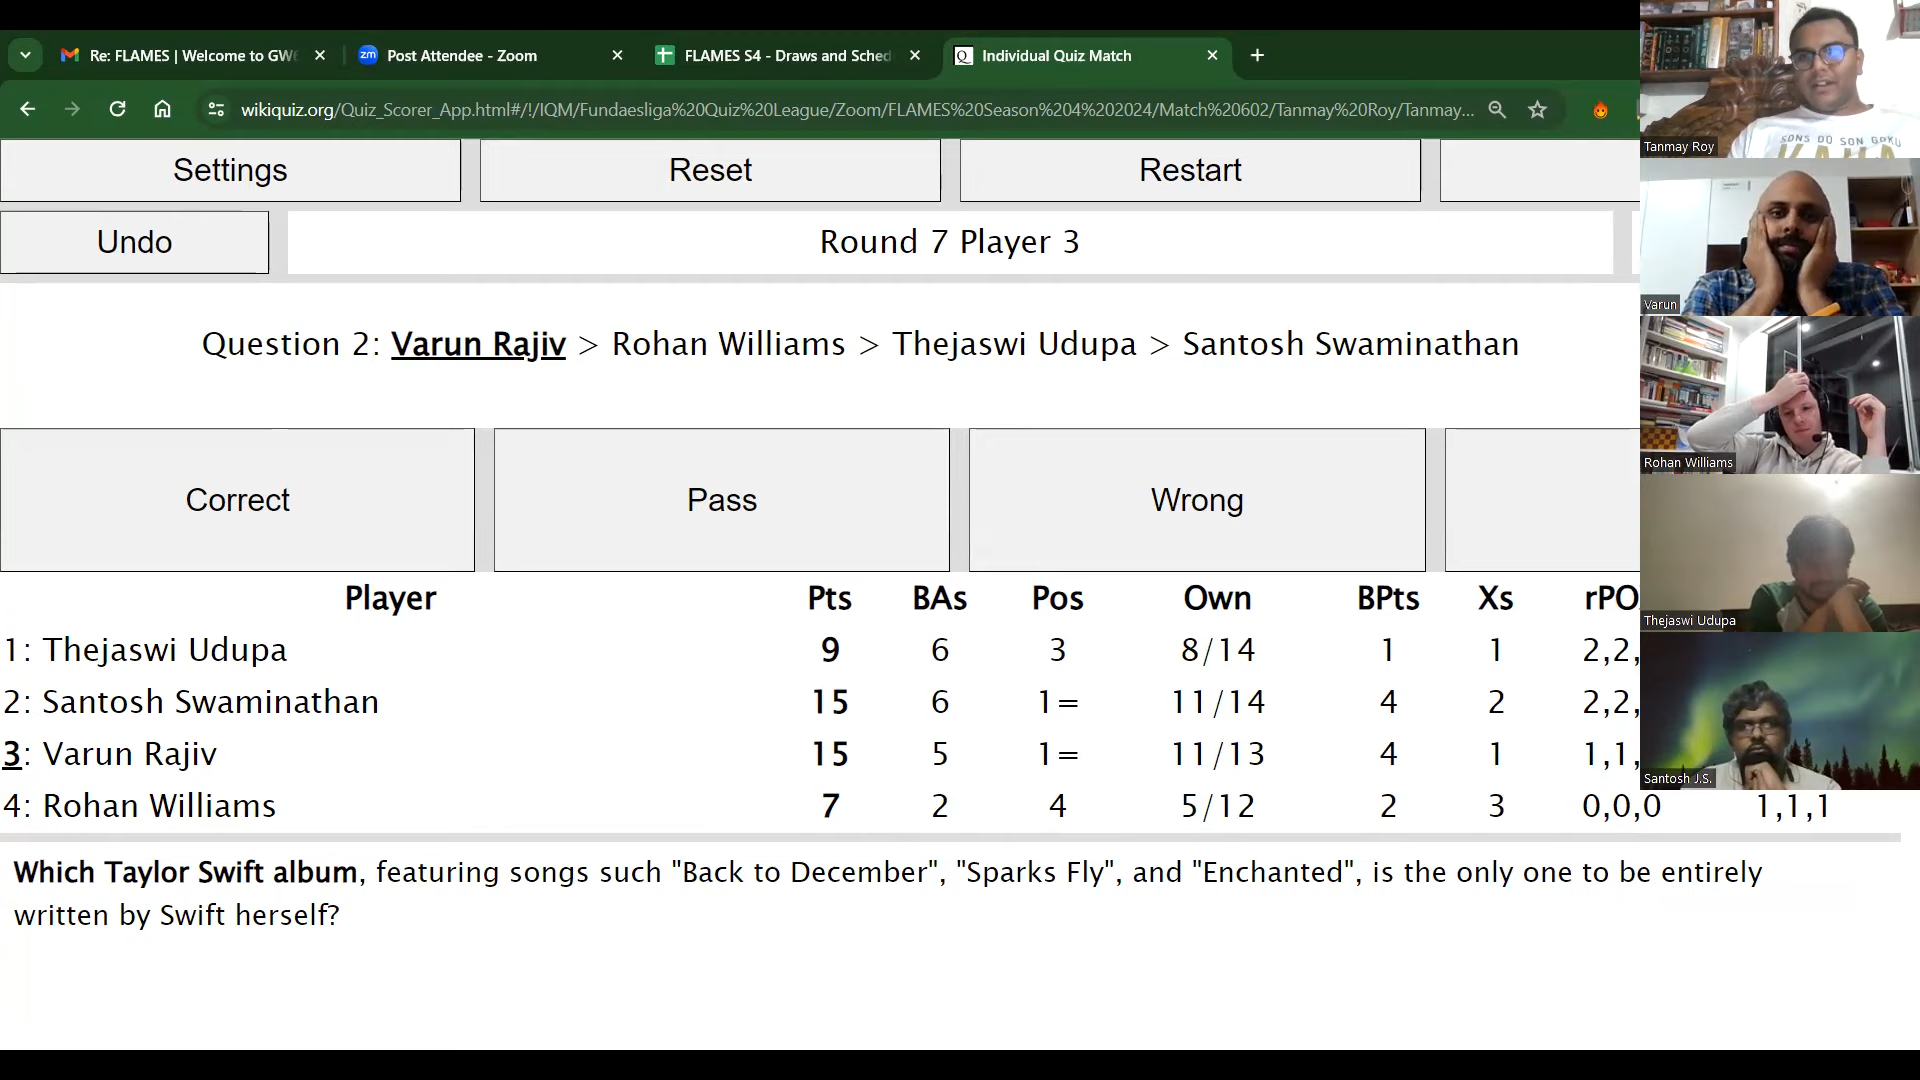 Re: FLAMES | Welcome to GW
Post Attendee - Zoom
FLAMES S4 - Draws and Sched
Individual Quiz Match
wikiquiz.org/Quiz_Scorer_App.html#/!/IQM/Fundaesliga%20Quiz%20League/Zoom/FLAMES%20Season%204%202024/Match%20602/Tanmay%20Roy/Tanmay...
Settings
Reset
Restart
Undo
Round 7 Player 3
Question 2: Varun Rajiv > Rohan Williams > Thejaswi Udupa > Santosh Swaminathan
Correct
Pass
Wrong
Player Pts BAs Pos Own BPts Xs rPO
1: Thejaswi Udupa 9 6 3 8/14 1 1 2,2,
2: Santosh Swaminathan 15 6 1= 11/14 4 2 2,2,
3: Varun Rajiv 15 5 1= 11/13 4 1 1,1,
4: Rohan Williams 7 2 4 5/12 2 3 0,0,0 1,1,1
Which Taylor Swift album, featuring songs such "Back to December", "Sparks Fly", and "Enchanted", is the only one to be entirely
written by Swift herself?
SONS DO SON GOKU
Tanmay Roy
Varun
Rohan Williams
Thejaswi Udupa
Santosh J.S.